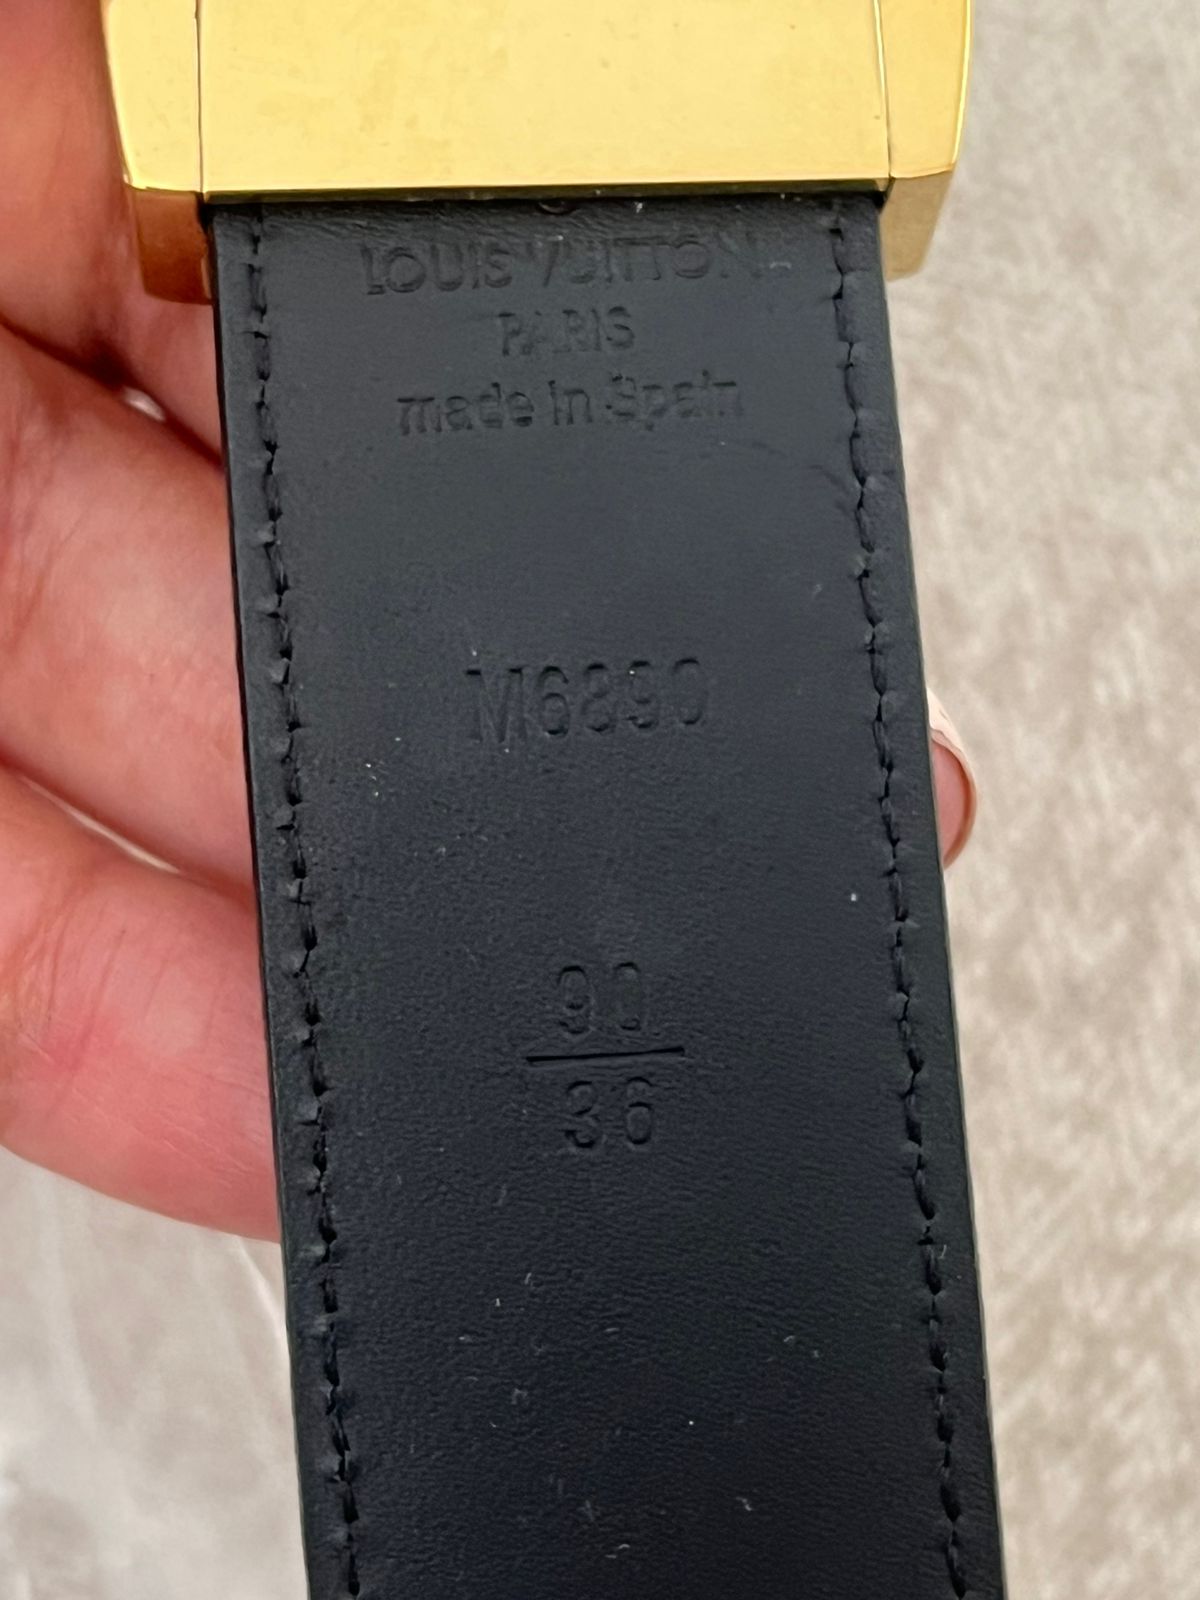 LOUIS VUITTON
PARIS
made in Spain
M6890
90
36